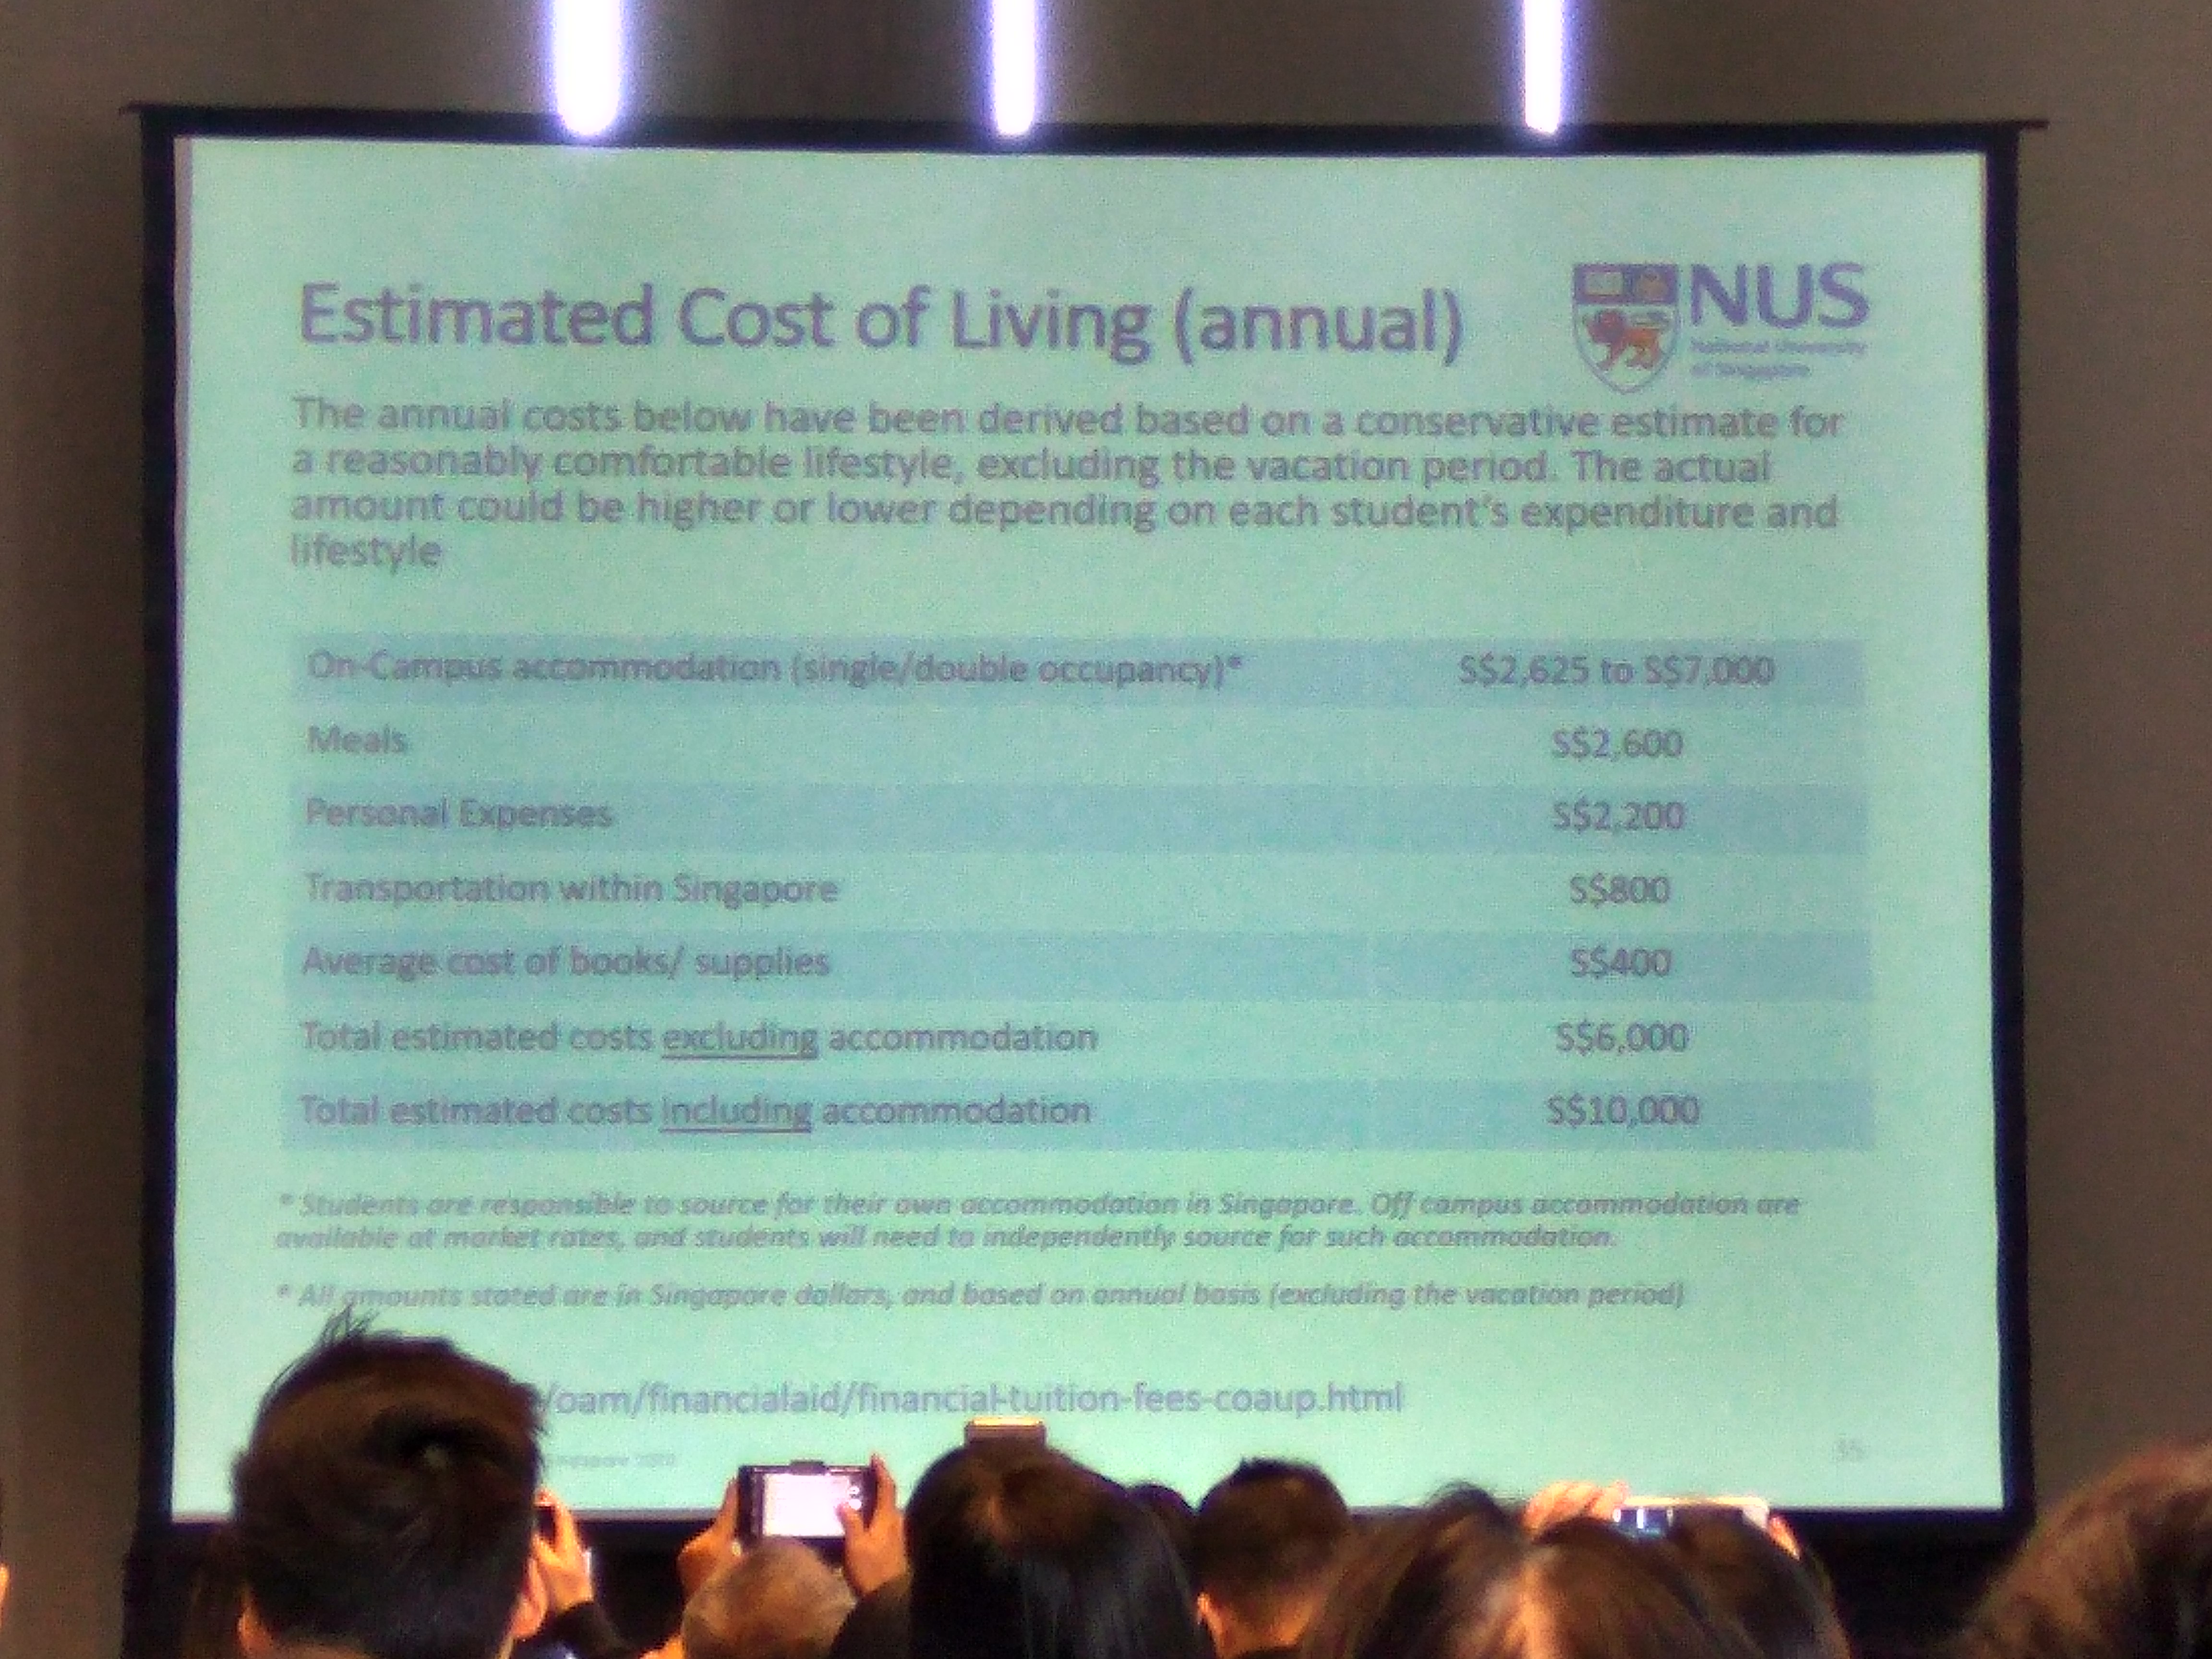 Estimated Cost of Living (annual)
NUS
National University
of Singapore
The annual costs below have been derived based on a conservative estimate for
a reasonably comfortable lifestyle, excluding the vacation period. The actual
amount could be higher or lower depending on each student's expenditure and
lifestyle
On-Campus accommodation (single/double occupancy)* S$2,625 to S$7,000
Meals S$2,600
Personal Expenses S$2,200
Transportation within Singapore S$800
Average cost of books/ supplies S$400
Total estimated costs excluding accommodation S$6,000
Total estimated costs including accommodation S$10,000
* Students are responsible to source for their own accommodation in Singapore. Off campus accommodation are
available at market rates, and students will need to independently source for such accommodation.
* All amounts stated are in Singapore dollars, and based on annual basis (excluding the vacation period)
/oam/financialaid/financial-tuition-fees-coaup.html